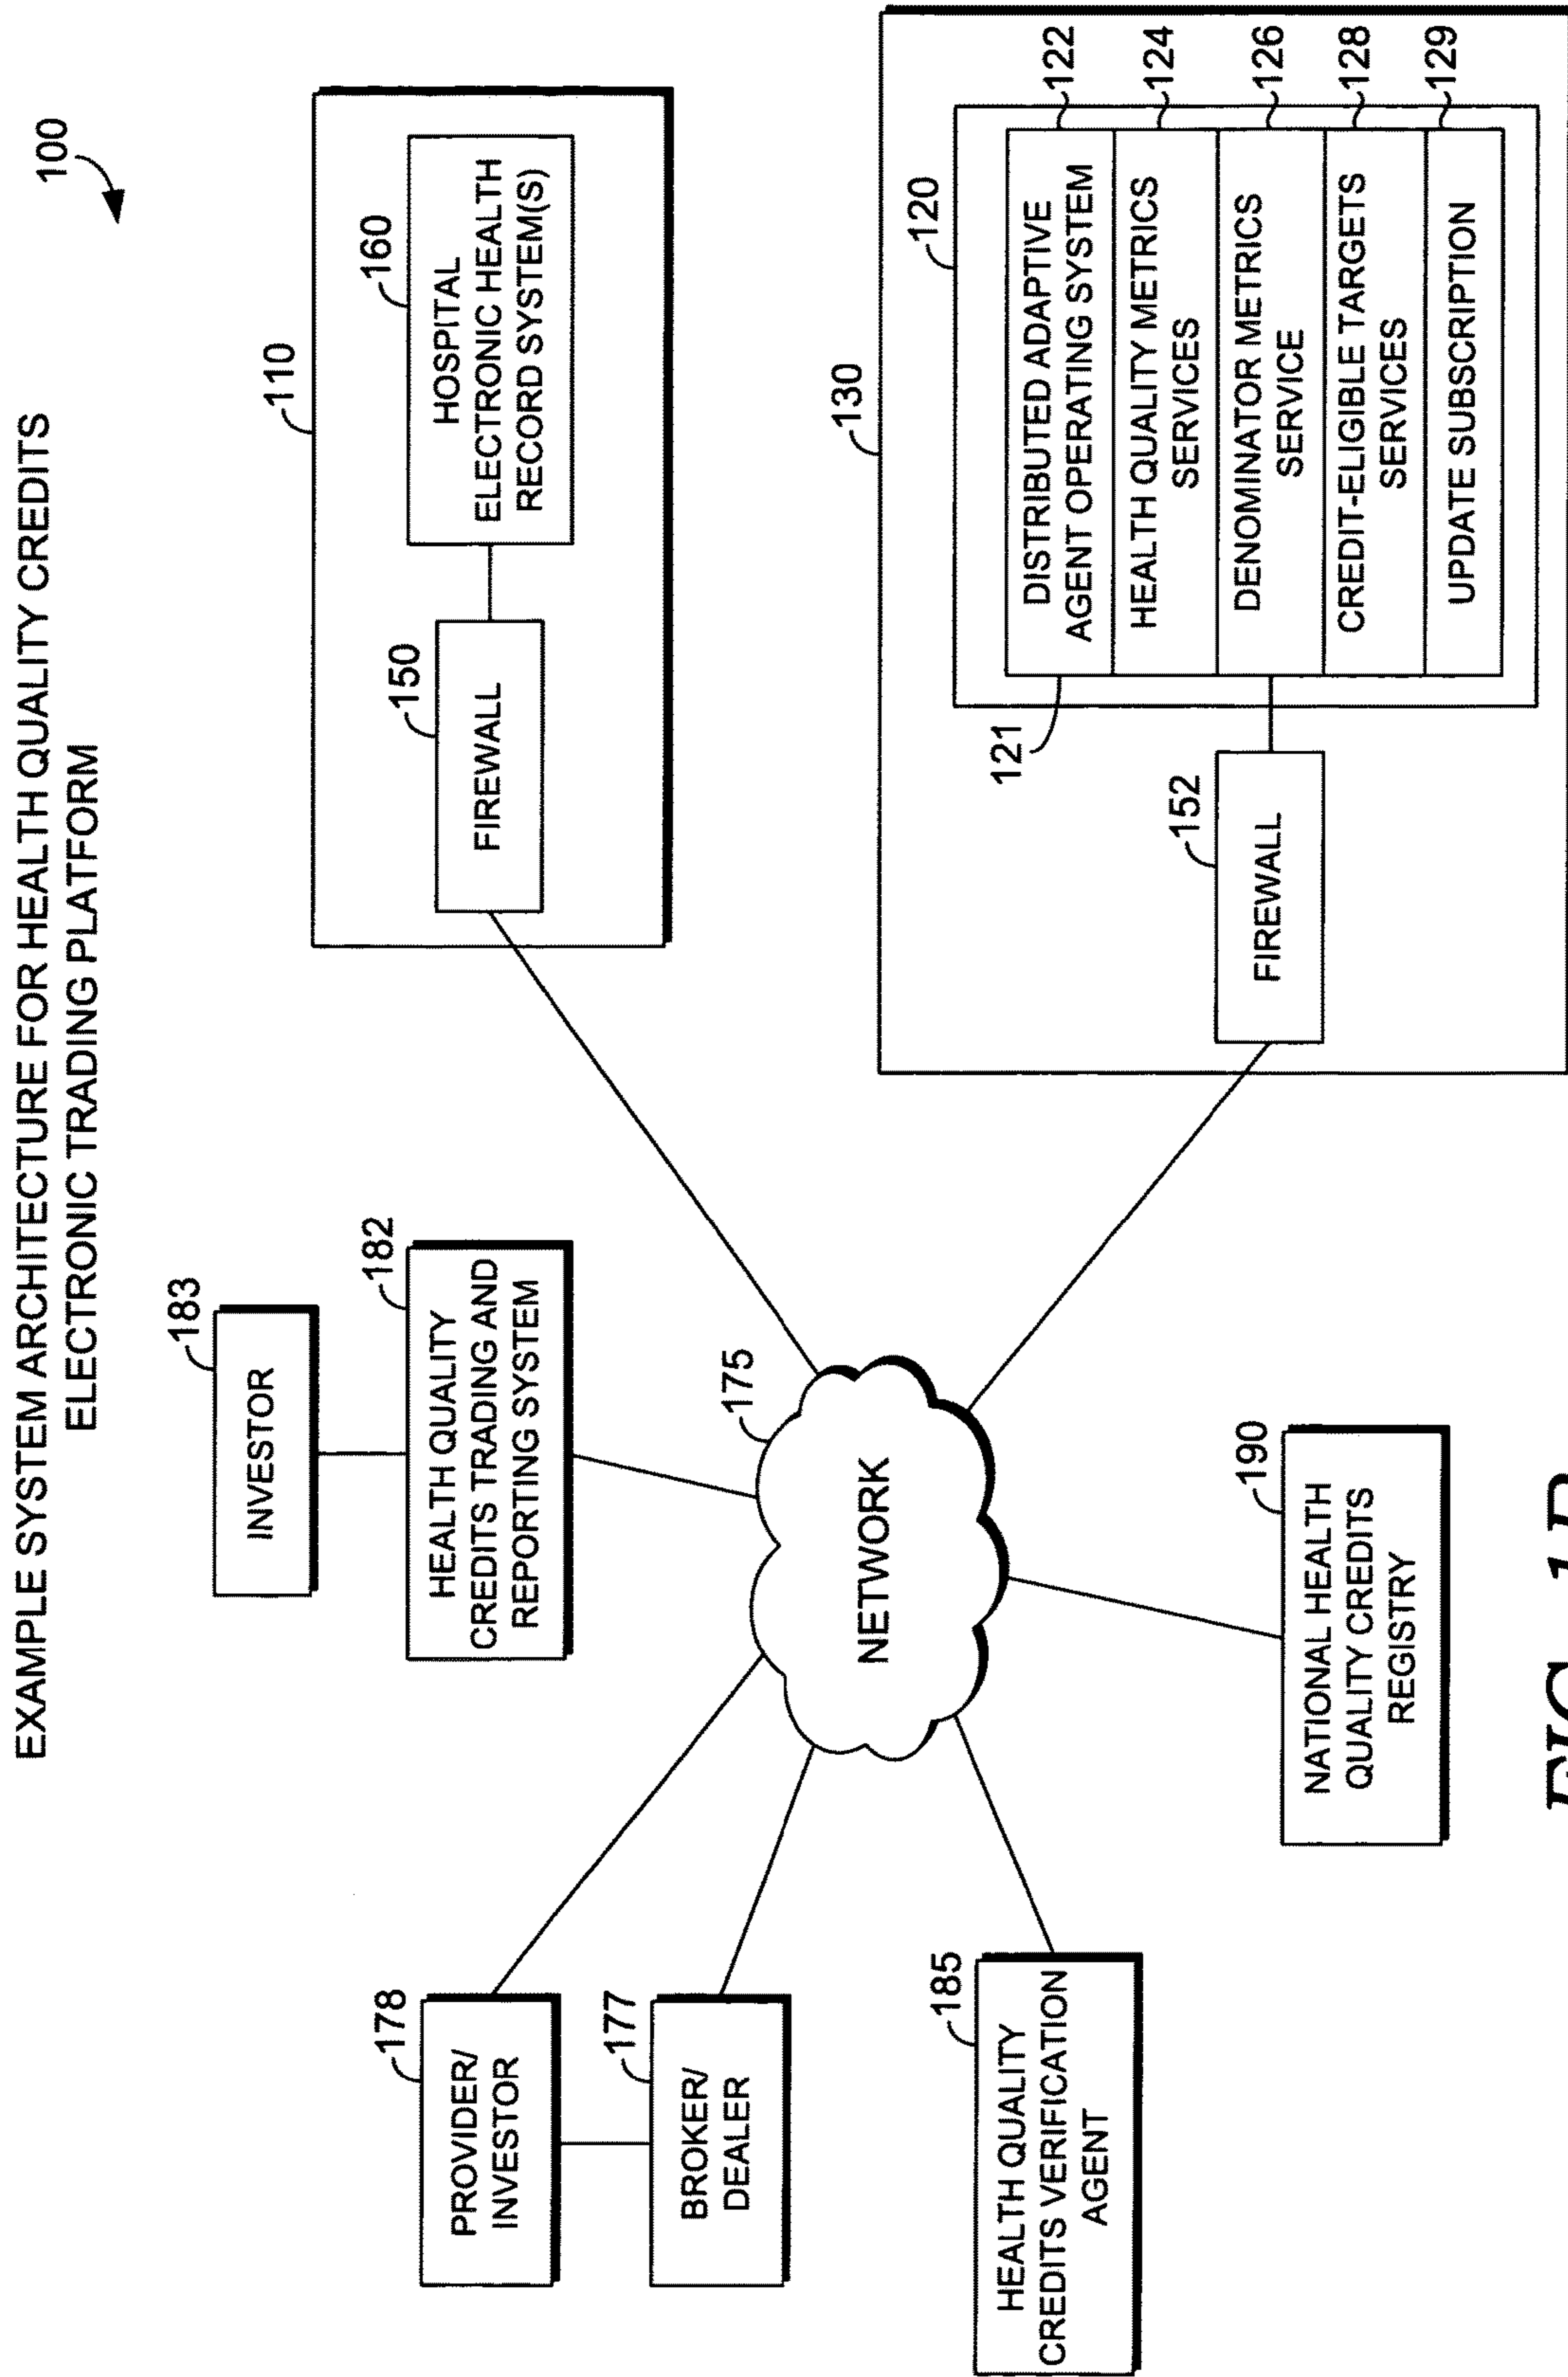 EXAMPLE SYSTEM ARCHITECTURE FOR HEALTH QUALITY CREDITS
ELECTRONIC TRADING PLATFORM
100
183
INVESTOR
182
HEALTH QUALITY
CREDITS TRADING AND
REPORTING SYSTEM
110
160
HOSPITAL
ELECTRONIC HEALTH
RECORD SYSTEM(S)
150
FIREWALL
178
PROVIDER/
INVESTOR
177
BROKER/
DEALER
175
NETWORK
185
HEALTH QUALITY
CREDITS VERIFICATION
AGENT
190
NATIONAL HEALTH
QUALITY CREDITS
REGISTRY
130
120
121
DISTRIBUTED ADAPTIVE
AGENT OPERATING SYSTEM
122
HEALTH QUALITY METRICS
SERVICES
124
DENOMINATOR METRICS
SERVICE
126
CREDIT-ELIGIBLE TARGETS
SERVICES
128
UPDATE SUBSCRIPTION
129
152
FIREWALL